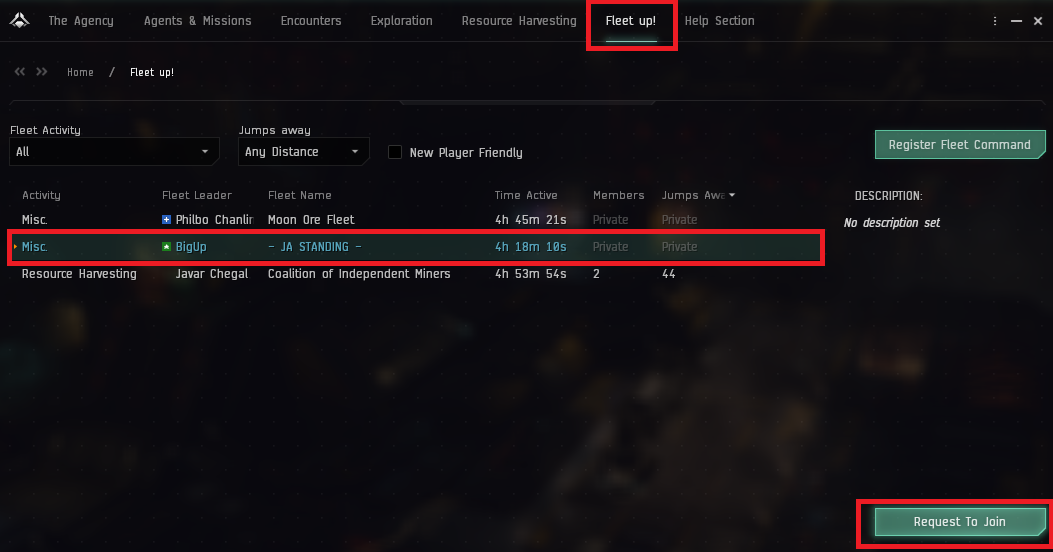 The Agency Agents & Missions Encounters Exploration Resource Harvesting Fleet up! Help Section
Home / Fleet up!
Fleet Activity Jumps away
All Any Distance New Player Friendly Register Fleet Command
Activity Fleet Leader Fleet Name Time Active Members Jumps Awa DESCRIPTION:
Misc. Philbo Chanlir Moon Ore Fleet 4h 45m 21s Private Private No description set
Misc. BigUp - JA STANDING - 4h 18m 10s Private Private
Resource Harvesting Javar Chegal Coalition of Independent Miners 4h 53m 54s 2 44
Request To Join